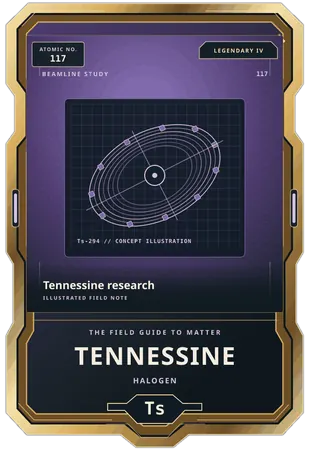 ATOMIC NO.
117
LEGENDARY IV
BEAMLINE STUDY
117
Ts-294 // CONCEPT ILLUSTRATION
Tennessine research
ILLUSTRATED FIELD NOTE
THE FIELD GUIDE TO MATTER
TENNESSINE
HALOGEN
Ts